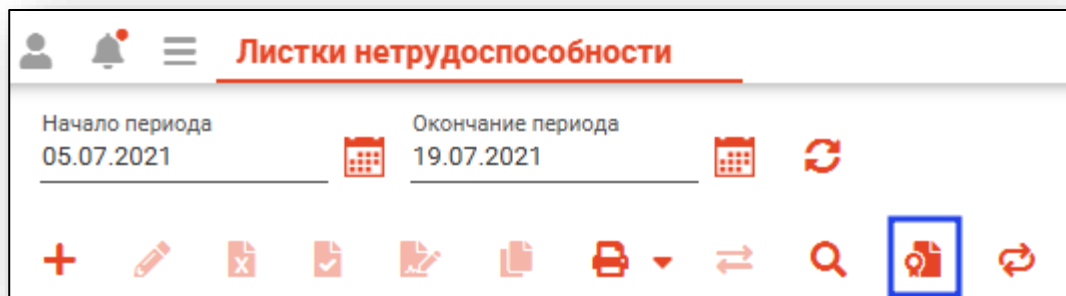 Листки нетрудоспособности
Начало периода Окончание периода
05.07.2021 19.07.2021